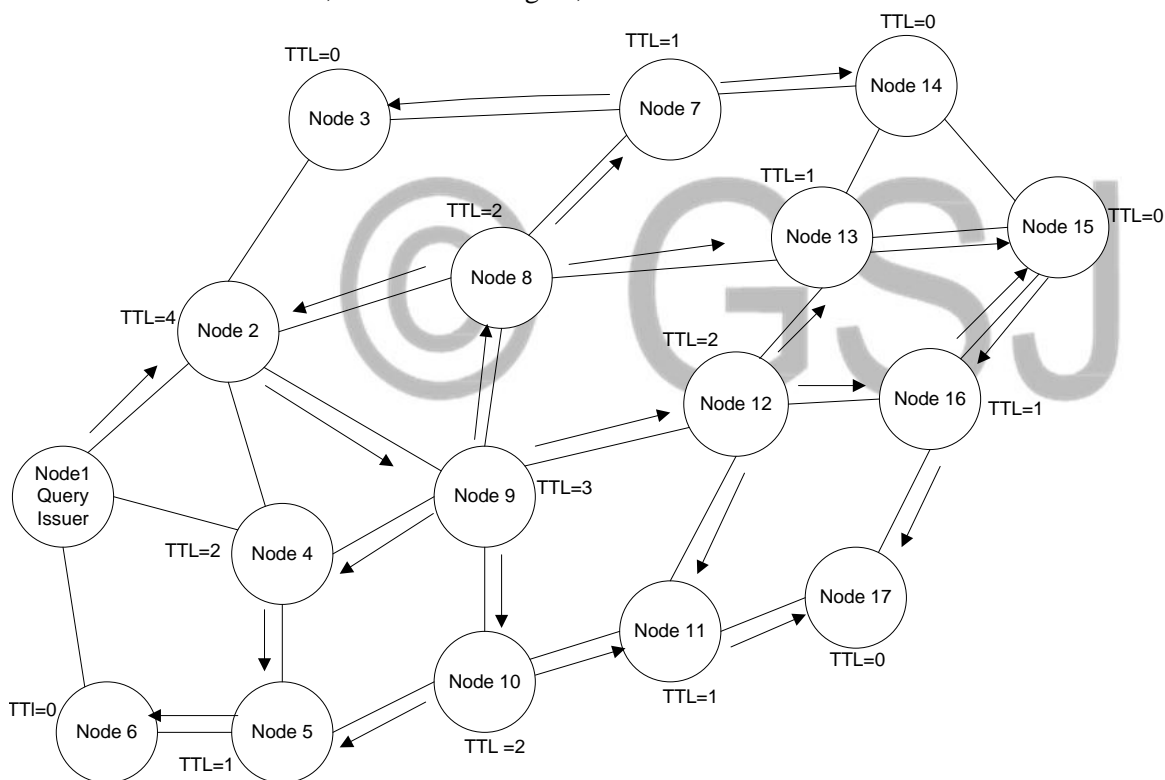 TTL=0
TTL=1
TTL=0
Node 3
Node 7
Node 14
TTL=1
TTL=2
Node 13
Node 15
TTL=0
Node 8
TTL=4
Node 2
TTL=2
Node 12
Node 16
TTL=1
Node1
Query
Issuer
Node 9
TTL=3
TTL=2
Node 4
Node 11
Node 17
TTL=0
TTL=1
Node 10
TTL =2
TTI=0
Node 6
Node 5
TTL=1
© GSJ